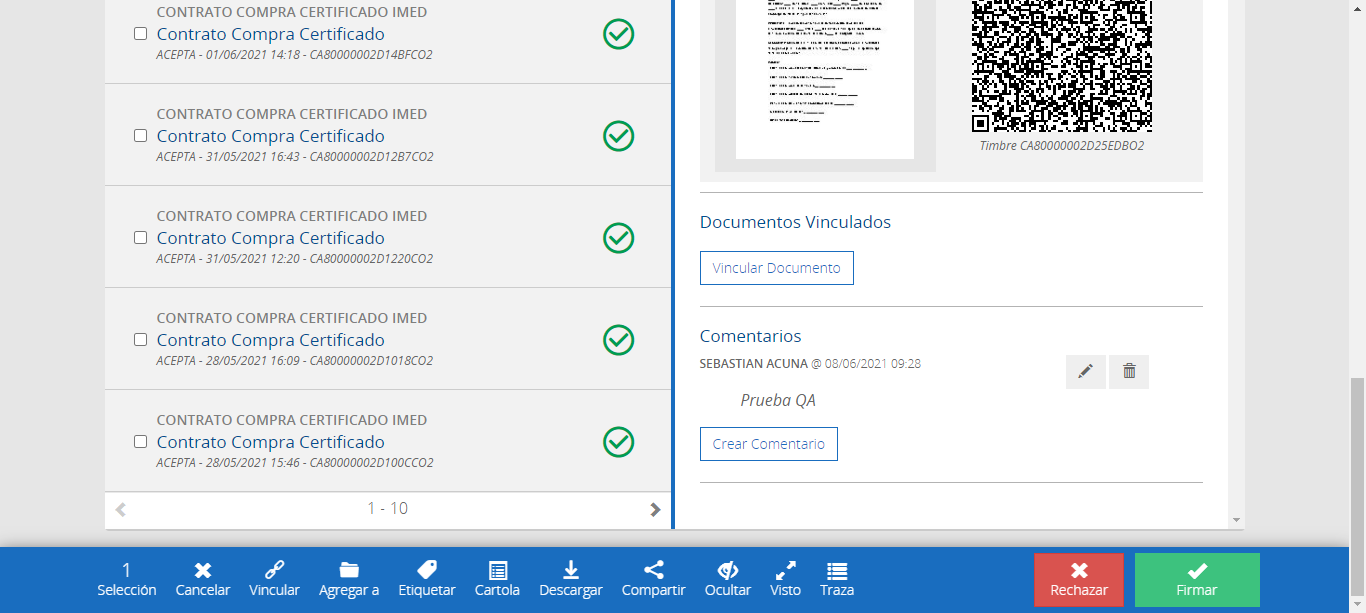 CONTRATO COMPRA CERTIFICADO IMED
Contrato Compra Certificado
ACEPTA - 01/06/2021 14:18 - CA80000002D14BFCO2
CONTRATO COMPRA CERTIFICADO IMED
Contrato Compra Certificado
ACEPTA - 31/05/2021 16:43 - CA80000002D12B7CO2
CONTRATO COMPRA CERTIFICADO IMED
Contrato Compra Certificado
ACEPTA - 31/05/2021 12:20 - CA80000002D1220CO2
CONTRATO COMPRA CERTIFICADO IMED
Contrato Compra Certificado
ACEPTA - 28/05/2021 16:09 - CA80000002D1018CO2
CONTRATO COMPRA CERTIFICADO IMED
Contrato Compra Certificado
ACEPTA - 28/05/2021 15:46 - CA80000002D100CCO2
1 - 10
Timbre CA80000002D25EDBO2
Documentos Vinculados
Vincular Documento
Comentarios
SEBASTIAN ACUNA @ 08/06/2021 09:28
Prueba QA
Crear Comentario
1
Selección Cancelar Vincular Agregar a Etiquetar Cartola Descargar Compartir Ocultar Visto Traza Rechazar Firmar